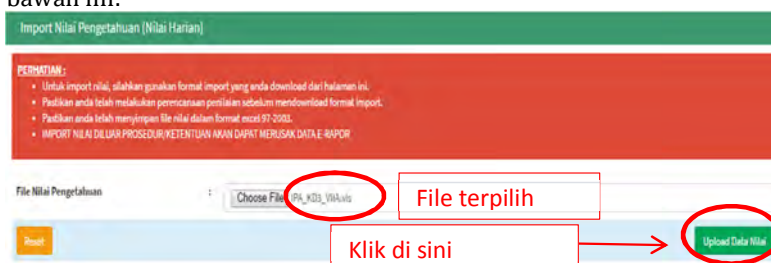 bawah ini.
Import Nilai Pengetahuan [Nilai Harian]
PERHATIAN :
Untuk import nilai, silahkan gunakan format import yang anda download dari halaman ini.
Pastikan anda telah melakukan perencanaan penilaian sebelum mendownload format import.
Pastikan anda telah menyimpan file nilai dalam format excel 97-2003.
IMPORT NILAI DILUAR PROSEDUR/KETENTUAN AKAN DAPAT MERUSAK DATA E-RAPOR
File Nilai Pengetahuan : Choose File IPA_KD3_VIIA.xls File terpilih
Reset Klik di sini Upload Data Nilai